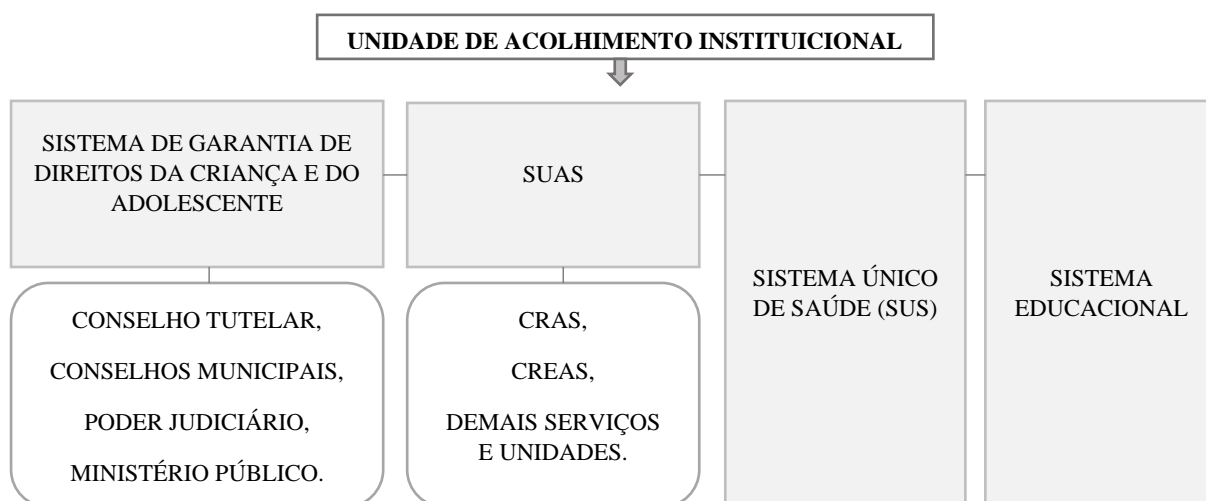 UNIDADE DE ACOLHIMENTO INSTITUICIONAL
SISTEMA DE GARANTIA DE
DIREITOS DA CRIANÇA E DO
ADOLESCENTE
SUAS
SISTEMA ÚNICO
DE SAÚDE (SUS)
SISTEMA
EDUCACIONAL
CONSELHO TUTELAR,
CONSELHOS MUNICIPAIS,
PODER JUDICIÁRIO,
MINISTÉRIO PÚBLICO.
CRAS,
CREAS,
DEMAIS SERVIÇOS
E UNIDADES.